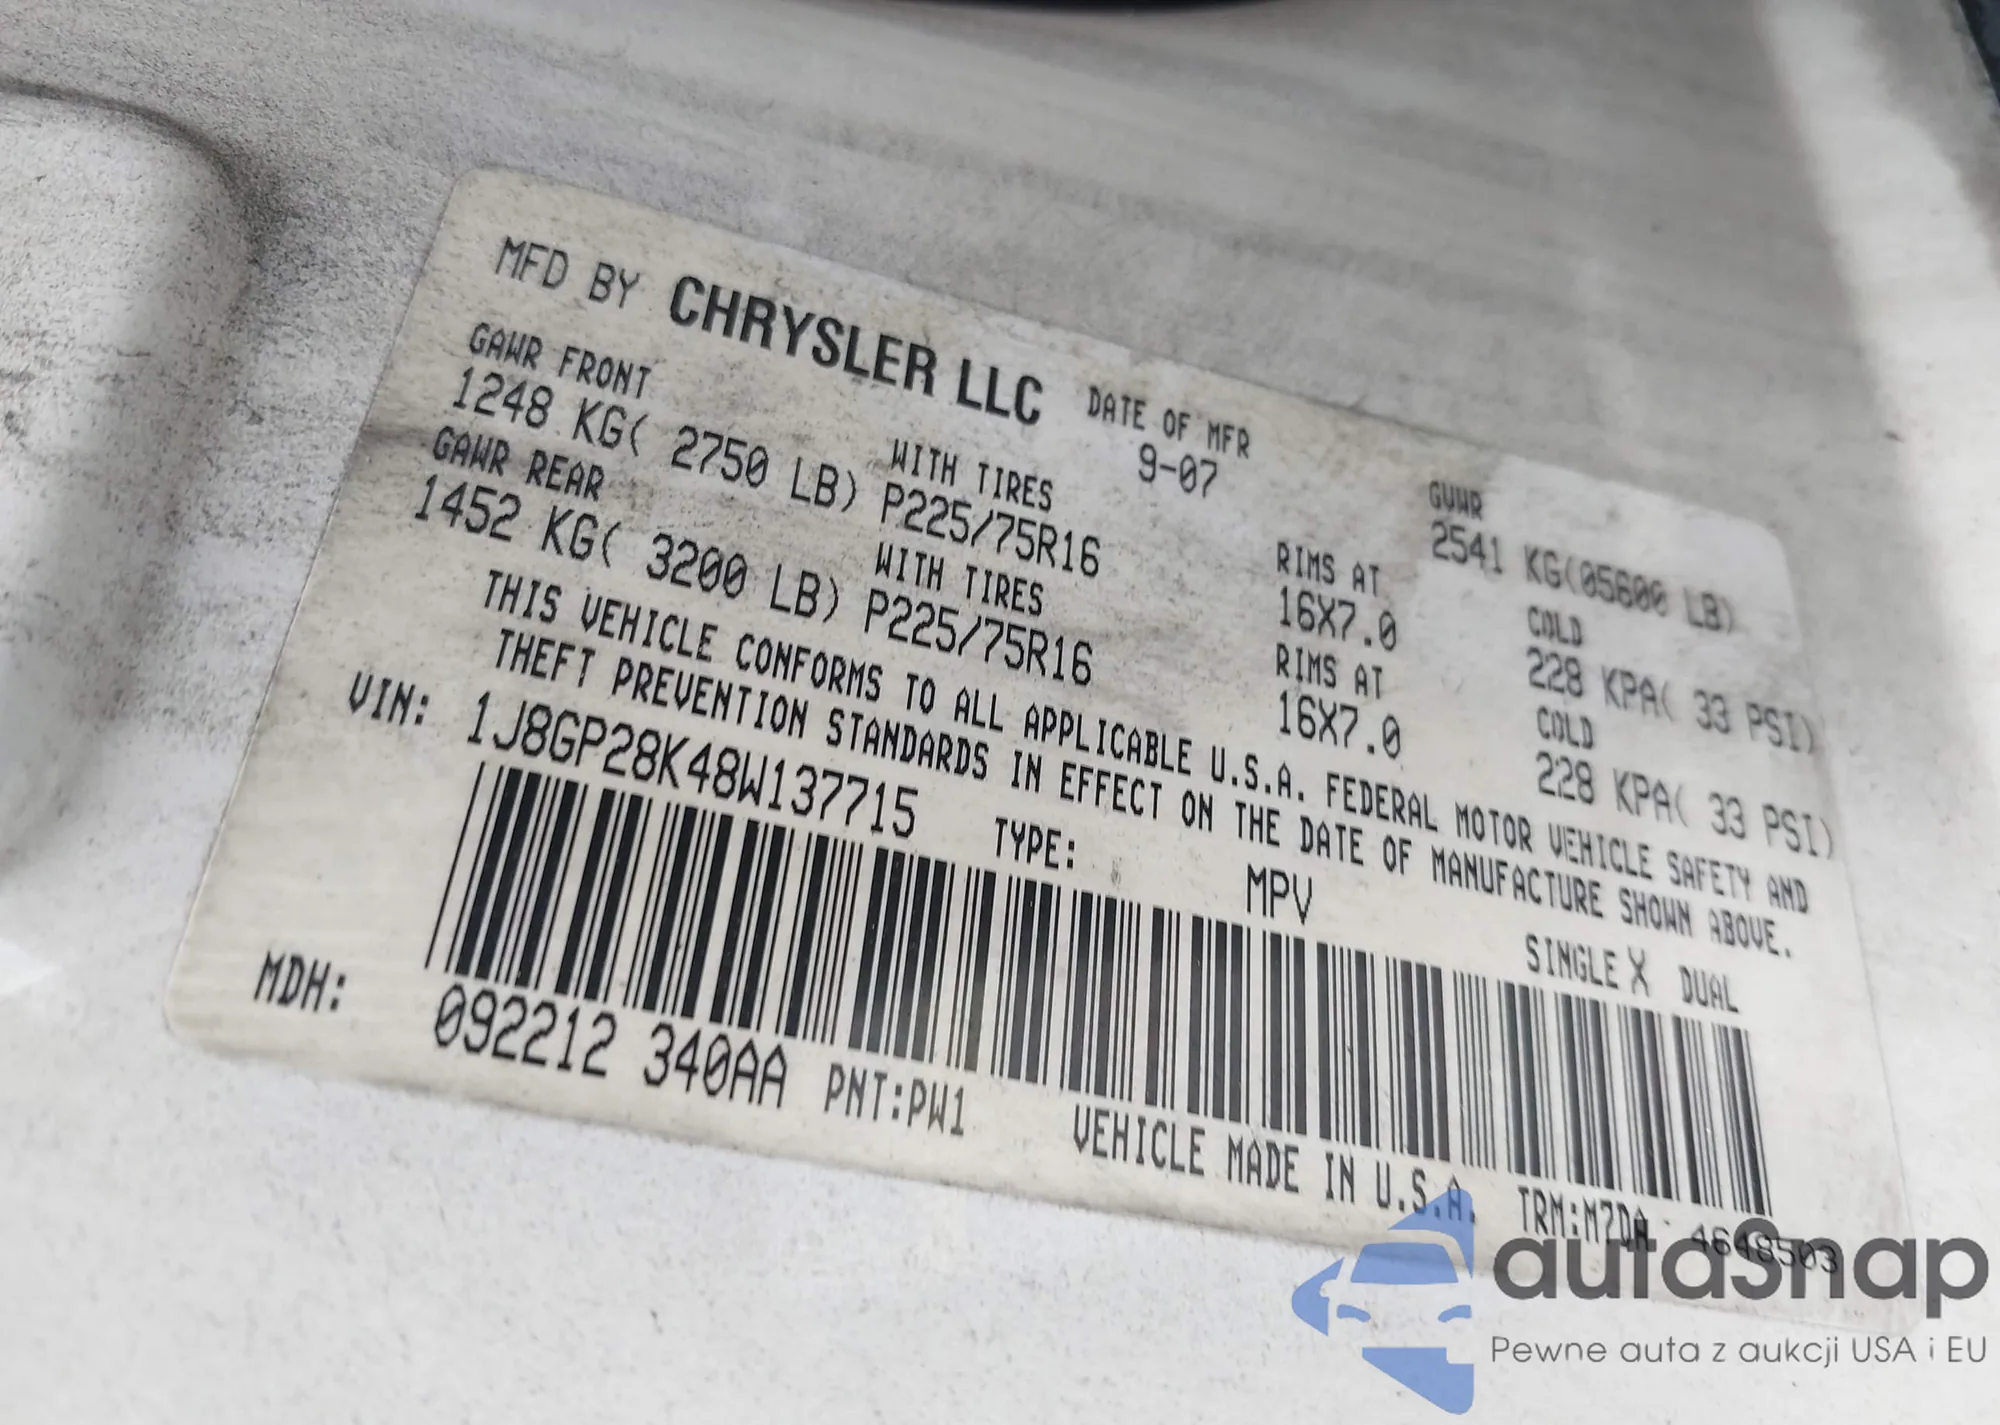 MFD BY CHRYSLER LLC DATE OF MFR 9-07 GVWR 2541 KG(05600 LB)
GAWR FRONT WITH TIRES RIMS AT COLD
1248 KG( 2750 LB) P225/75R16 16X7.0 228 KPA( 33 PSI)
GAWR REAR WITH TIRES RIMS AT COLD
1452 KG( 3200 LB) P225/75R16 16X7.0 228 KPA( 33 PSI)
THIS VEHICLE CONFORMS TO ALL APPLICABLE U.S.A. FEDERAL MOTOR VEHICLE SAFETY AND
THEFT PREVENTION STANDARDS IN EFFECT ON THE DATE OF MANUFACTURE SHOWN ABOVE.
VIN: 1J8GP28K48W137715 TYPE: MPV SINGLE X DUAL
MDH: 092212 340AA PNT:PW1 VEHICLE MADE IN U.S.A. TRM:M7DA 4648503
autaSnap
Pewne auta z aukcji USA i EU